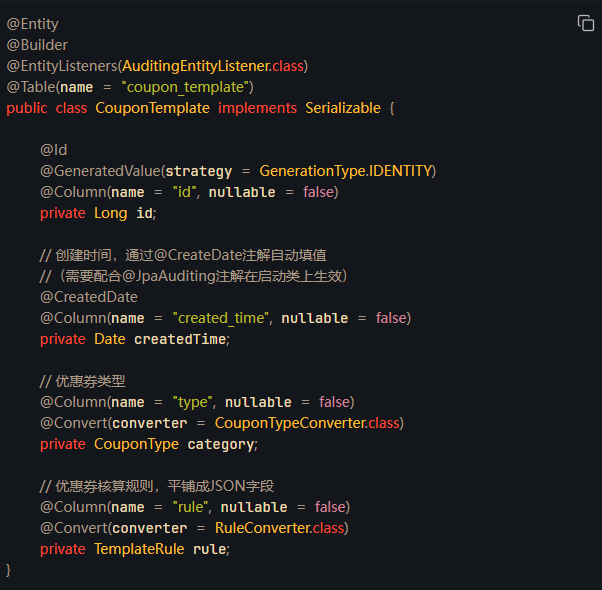 @Entity
@Builder
@EntityListeners(AuditingEntityListener.class)
@Table(name = "coupon_template")
public class CouponTemplate implements Serializable {
@Id
@GeneratedValue(strategy = GenerationType.IDENTITY)
@Column(name = "id", nullable = false)
private Long id;
// 创建时间，通过@CreateDate注解自动填值
//（需要配合@JpaAuditing注解在启动类上生效）
@CreatedDate
@Column(name = "created_time", nullable = false)
private Date createdTime;
// 优惠券类型
@Column(name = "type", nullable = false)
@Convert(converter = CouponTypeConverter.class)
private CouponType category;
// 优惠券核算规则，平铺成JSON字段
@Column(name = "rule", nullable = false)
@Convert(converter = RuleConverter.class)
private TemplateRule rule;
}